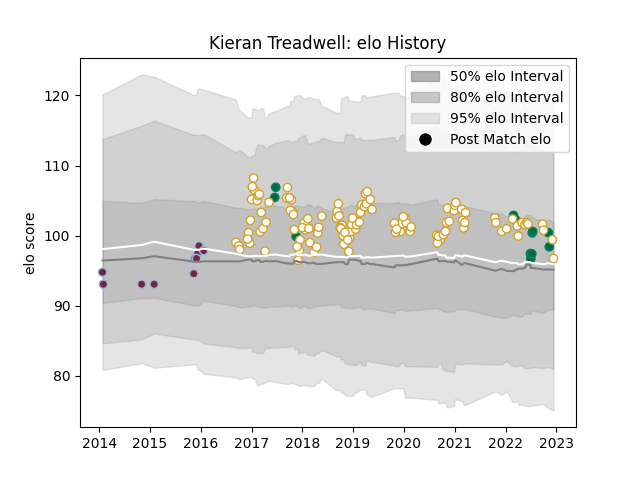 Kieran Treadwell: elo History
50% elo Interval
80% elo Interval
95% elo Interval
Post Match elo
elo score
120
110
100
90
80
2014 2015 2016 2017 2018 2019 2020 2021 2022 2023